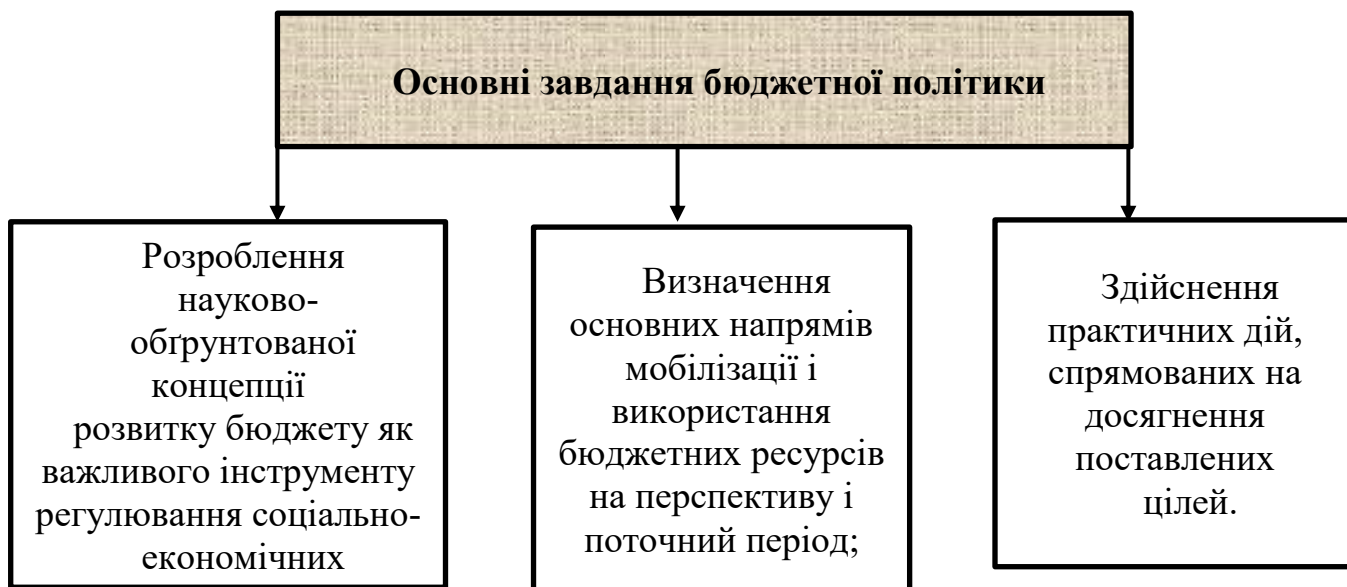 Основні завдання бюджетної політики
Розроблення
науково-
обґрунтованої
концепції
розвитку бюджету як
важливого інструменту
регулювання соціально-
економічних
Визначення
основних напрямів
мобілізації і
використання
бюджетних ресурсів
на перспективу і
поточний період;
Здійснення
практичних дій,
спрямованих на
досягнення
поставлених
цілей.